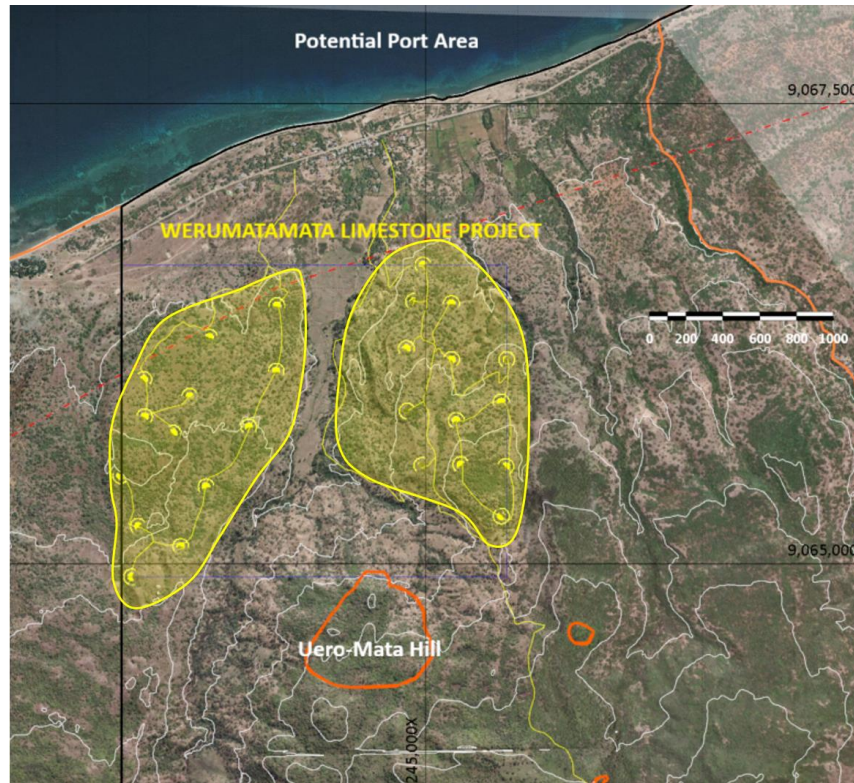 Potential Port Area
9,067,500
WERUMATAMATA LIMESTONE PROJECT
0 200 400 600 800 1000
9,065,000
Uero-Mata Hill
245,000X